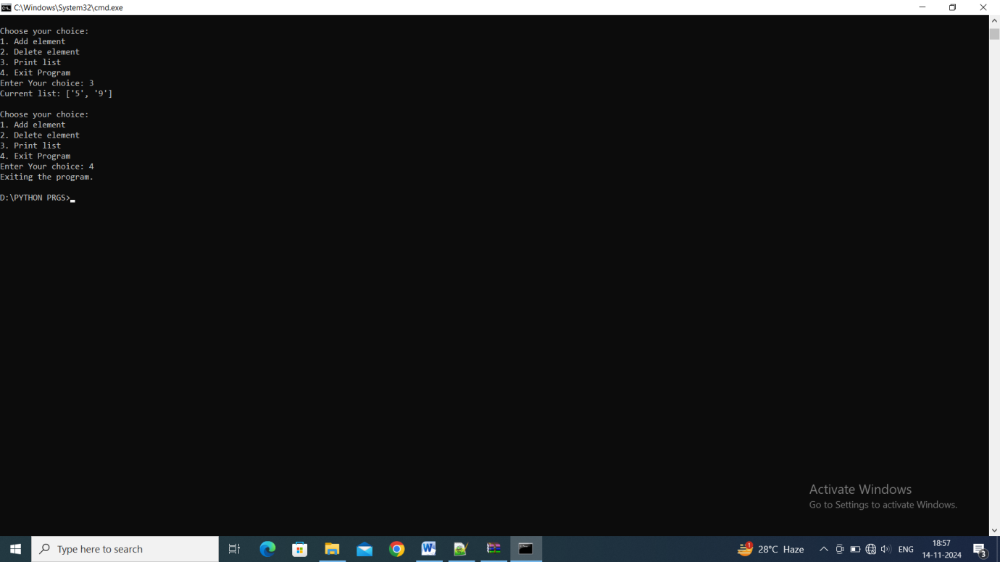 C:\Windows\System32\cmd.exe
Choose your choice:
1. Add element
2. Delete element
3. Print list
4. Exit Program
Enter Your choice: 3
Current list: ['5', '9']
Choose your choice:
1. Add element
2. Delete element
3. Print list
4. Exit Program
Enter Your choice: 4
Exiting the program.
D:\PYTHON PRGS>
Activate Windows
Go to Settings to activate Windows.
Type here to search
1
28°C Haze
ENG
18:57
14-11-2024
3